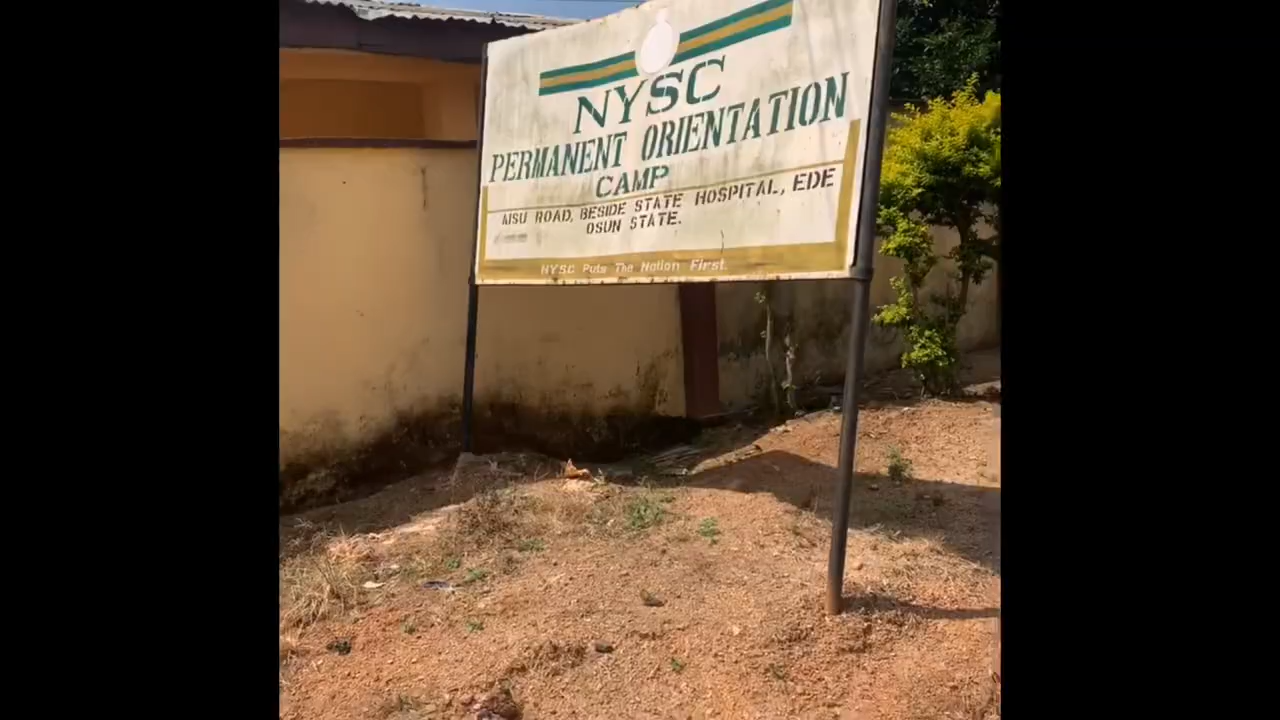 NYSC
PERMANENT ORIENTATION
CAMP
AISU ROAD, BESIDE STATE HOSPITAL, EDE
OSUN STATE.
NYSC Puts The Nation First.